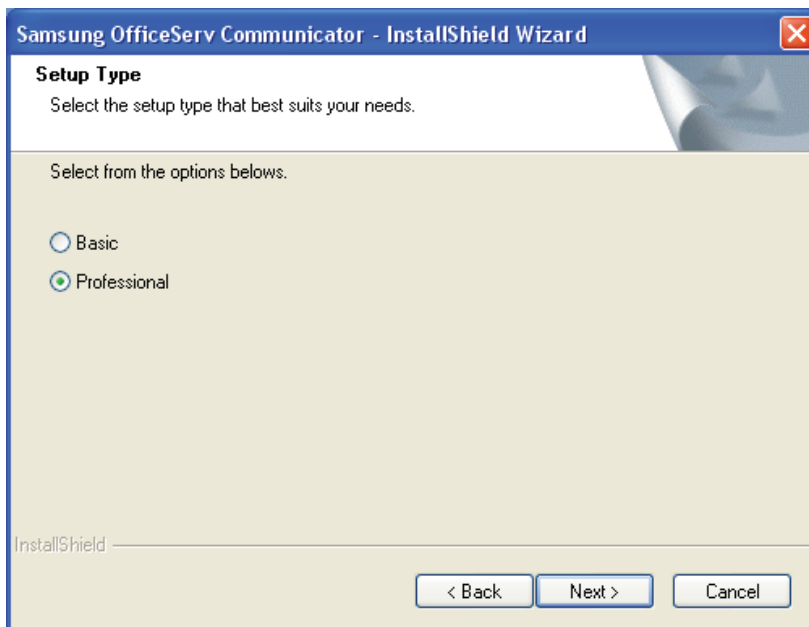 Samsung OfficeServ Communicator - InstallShield Wizard
Setup Type
Select the setup type that best suits your needs.
Select from the options belows.
Basic
Professional
InstallShield
< Back Next > Cancel